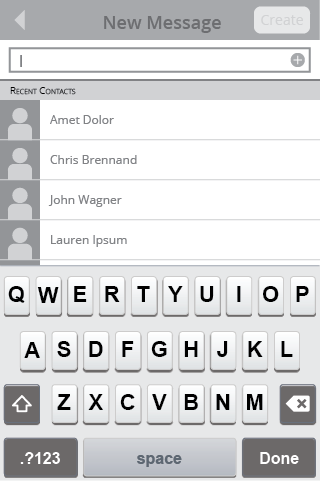 New Message
Create
Recent Contacts
Amet Dolor
Chris Brennand
John Wagner
Lauren Ipsum
Q W E R T Y U I O P
A S D F G H J K L
Z X C V B N M
.?123 space Done